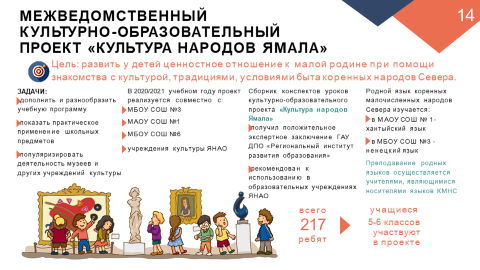 МЕЖВЕДОМСТВЕННЫЙ
КУЛЬТУРНО-ОБРАЗОВАТЕЛЬНЫЙ
ПРОЕКТ «КУЛЬТУРА НАРОДОВ ЯМАЛА»
14
Цель: развить у детей ценностное отношение к малой родине при помощи
знакомства с культурой, традициями, условиями быта коренных народов Севера.
ЗАДАЧИ:
дополнить и разнообразить
учебную программу
показать практическое
применение школьных
предметов
популяризировать
деятельность музеев и
других учреждений культуры
В 2020/2021 учебном году проект
реализуется совместно с:
МБОУ СОШ №3
МАОУ СОШ №1
МБОУ СОШ №6
учреждения культуры ЯНАО
Сборник конспектов уроков
культурно-образовательного
проекта «Культура народов
Ямала»
получил положительное
экспертное заключение ГАУ
ДПО «Региональный институт
развития образования»
рекомендован к
использованию в
образовательных учреждениях
ЯНАО
Родной язык коренных
малочисленных народов
Севера изучается:
в МАОУ СОШ № 1-
хантыйский язык
в МБОУ СОШ №3 -
ненецкий язык
Преподавание родных
языков осуществляется
учителями, являющимися
носителями языков КМНС
всего
217
ребят
учащиеся
5-6 классов
участвуют
в проекте